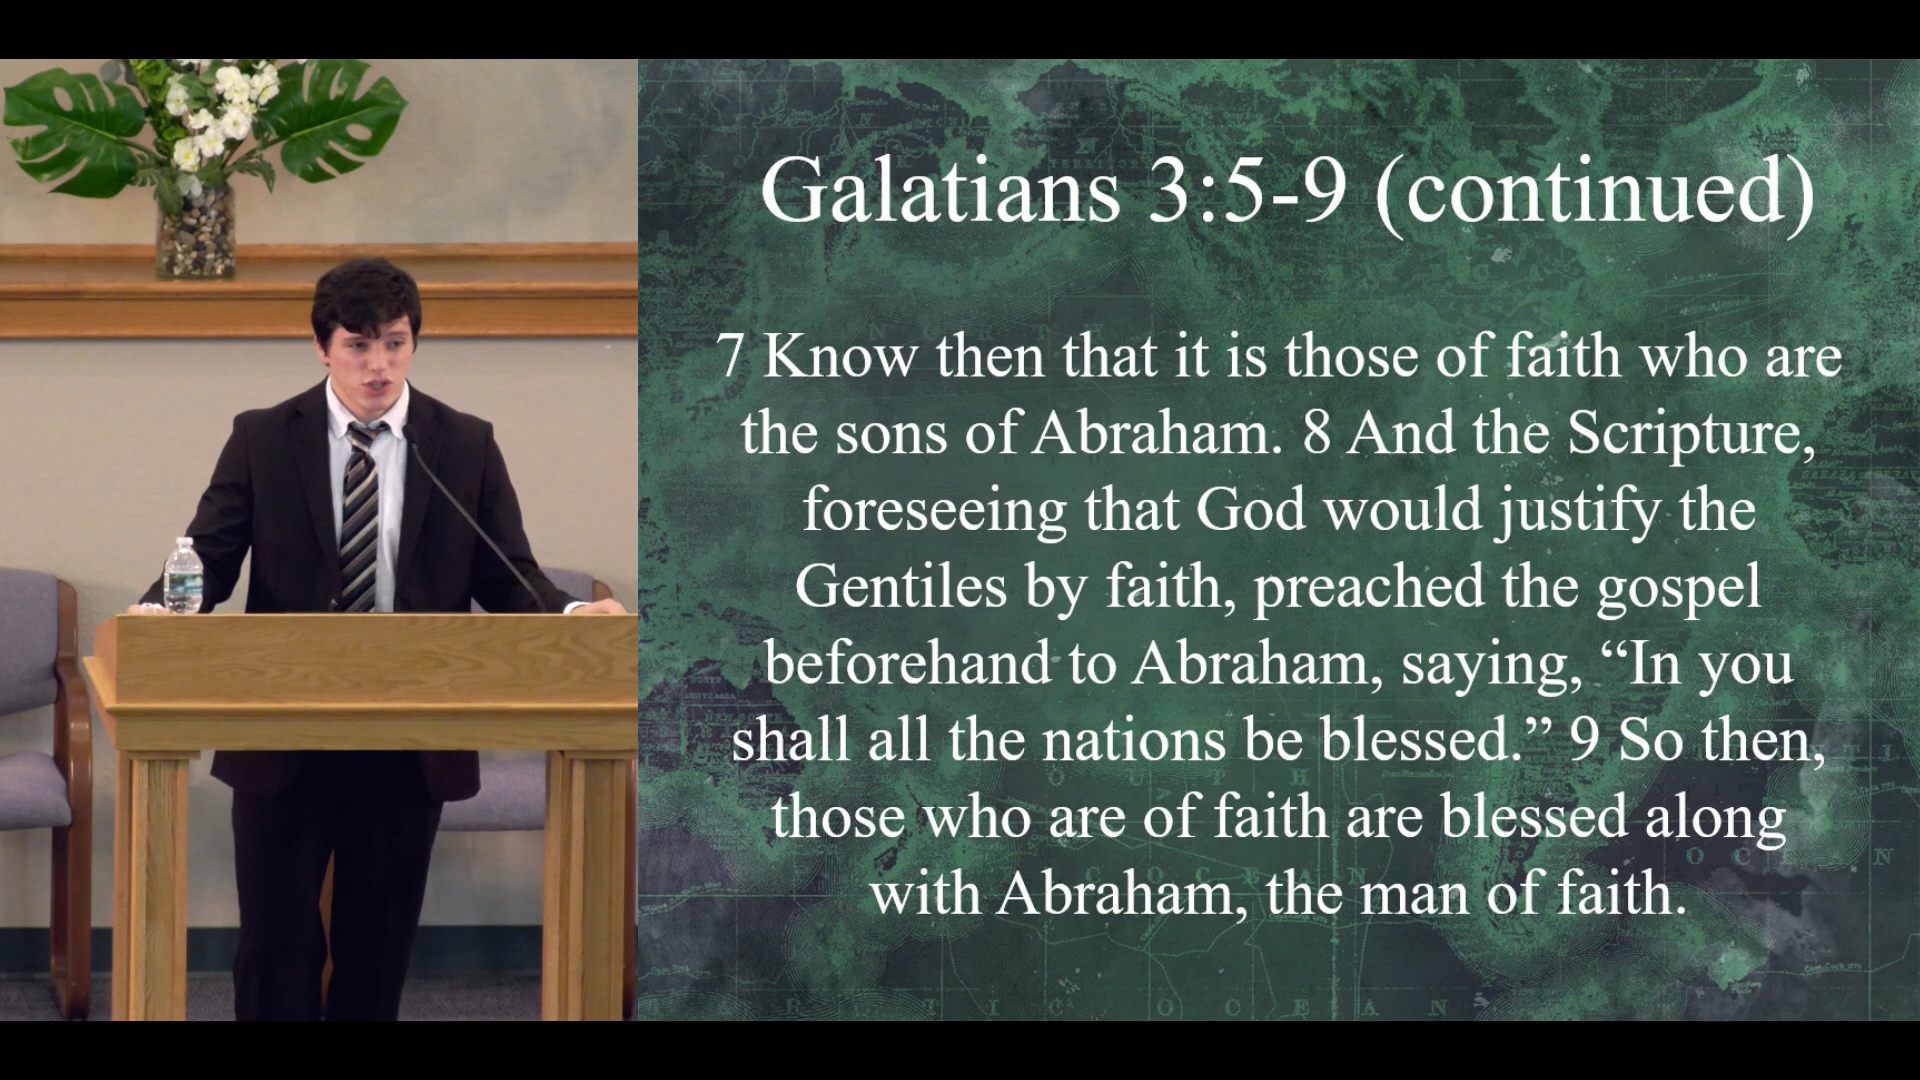 Galatians 3:5-9 (continued)
7 Know then that it is those of faith who are
the sons of Abraham. 8 And the Scripture,
foreseeing that God would justify the
Gentiles by faith, preached the gospel
beforehand to Abraham, saying, “In you
shall all the nations be blessed.” 9 So then,
those who are of faith are blessed along
with Abraham, the man of faith.